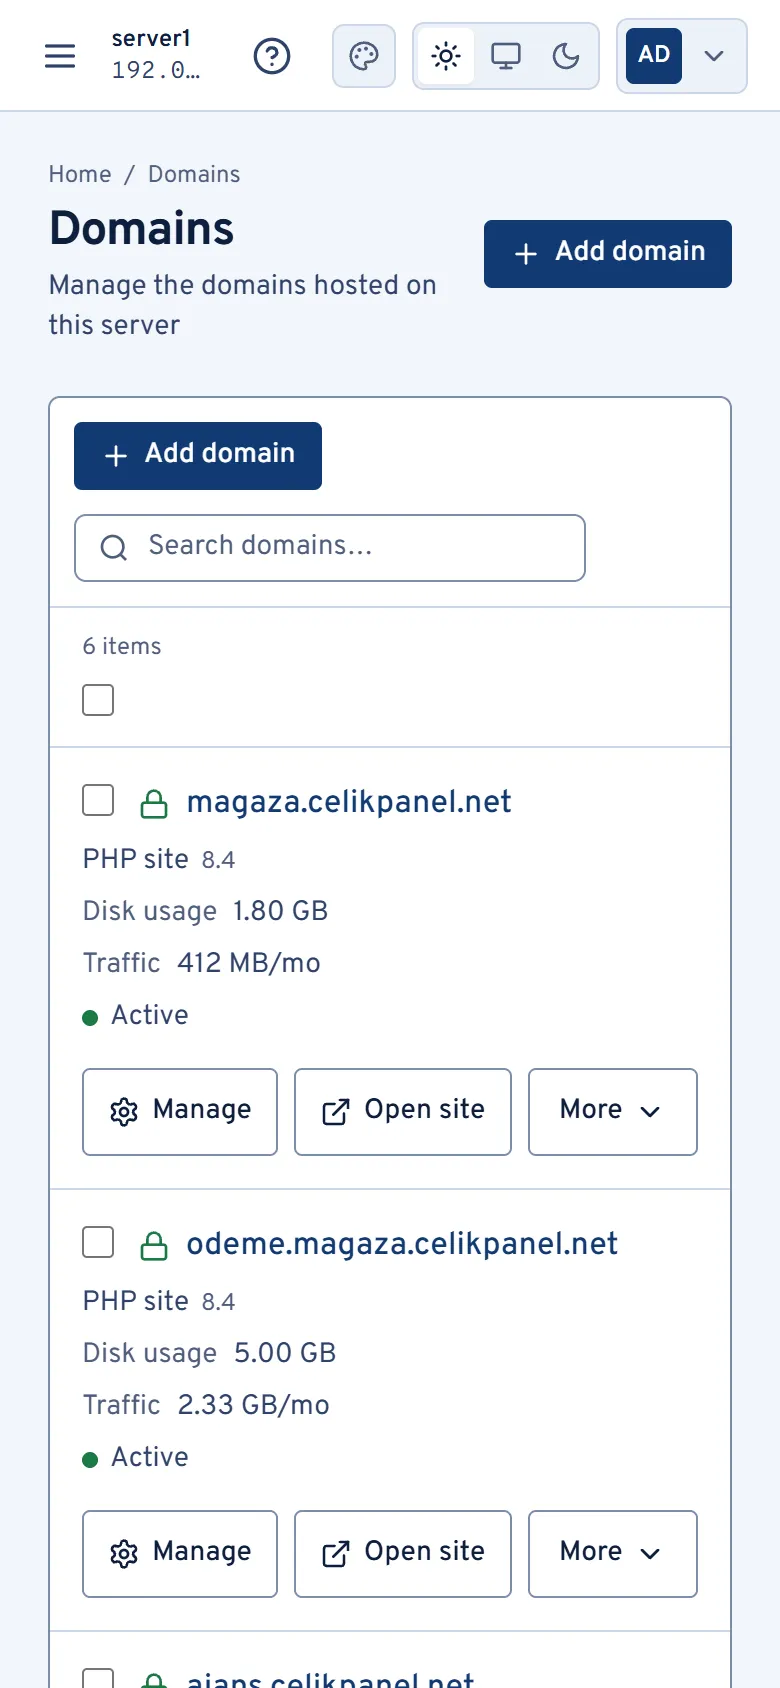 server1
192.0…
AD
Home / Domains
Domains
Manage the domains hosted on
this server
Add domain
Add domain
Search domains…
6 items
magaza.celikpanel.net
PHP site 8.4
Disk usage 1.80 GB
Traffic 412 MB/mo
Active
Manage
Open site
More
odeme.magaza.celikpanel.net
PHP site 8.4
Disk usage 5.00 GB
Traffic 2.33 GB/mo
Active
Manage
Open site
More
ajans.celikpanel.net